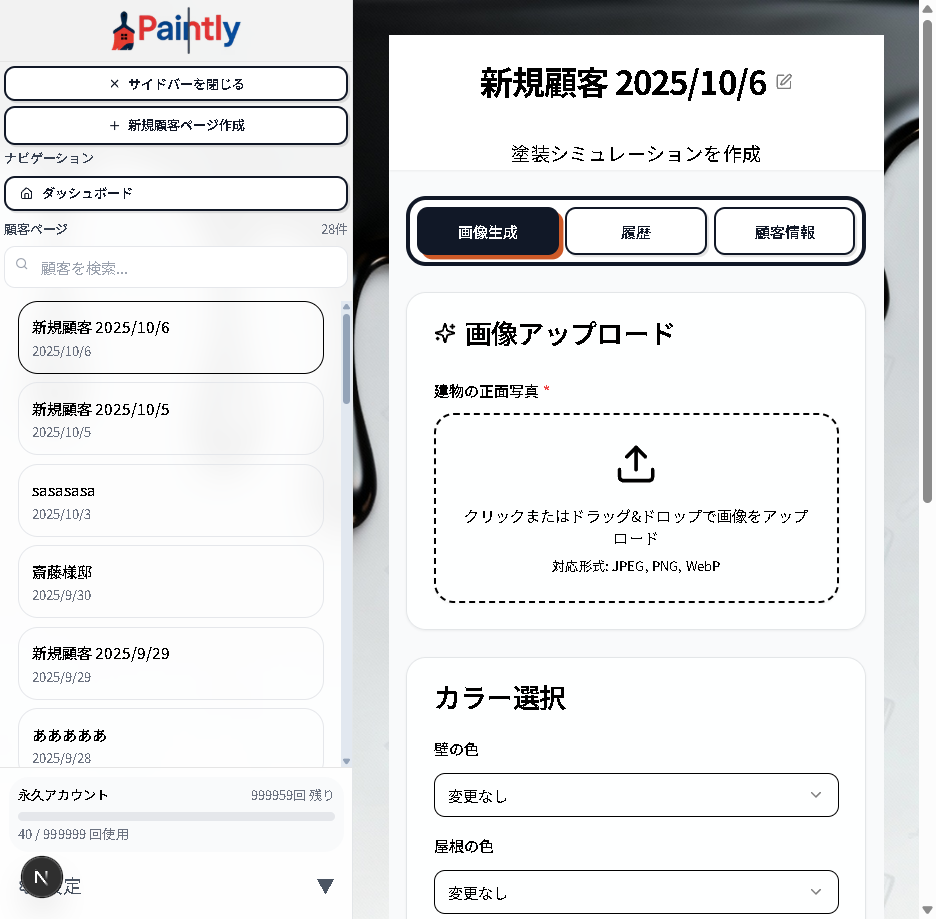 Paintly
× サイドバーを閉じる
+ 新規顧客ページ作成
ナビゲーション
ダッシュボード
顧客ページ 28件
顧客を検索...
新規顧客 2025/10/6
2025/10/6
新規顧客 2025/10/5
2025/10/5
sasasasa
2025/10/3
斎藤様邸
2025/9/30
新規顧客 2025/9/29
2025/9/29
あああああ
2025/9/28
永久アカウント 999959回 残り
40 / 999999 回使用
N
定
新規顧客 2025/10/6
塗装シミュレーションを作成
画像生成
履歴
顧客情報
画像アップロード
建物の正面写真 *
クリックまたはドラッグ&ドロップで画像をアップ
ロード
対応形式: JPEG, PNG, WebP
カラー選択
壁の色
変更なし
屋根の色
変更なし